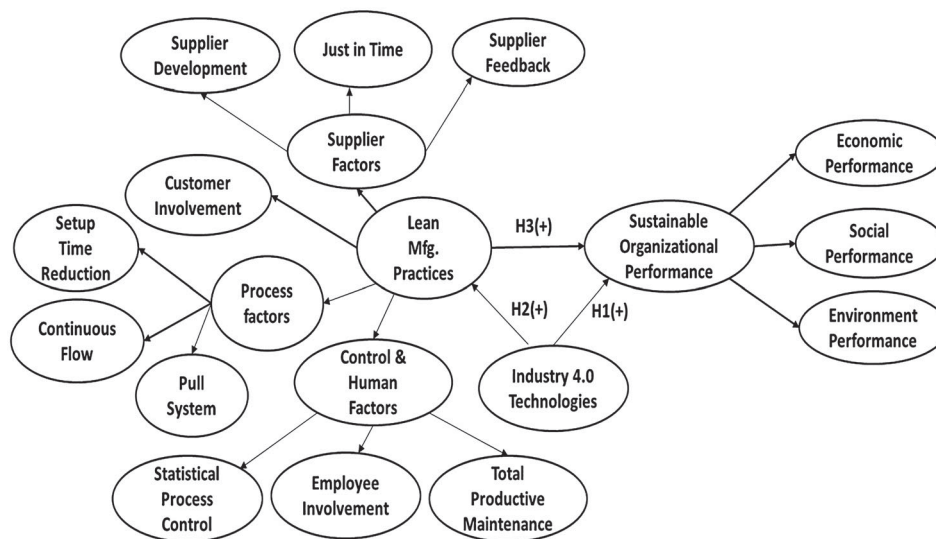 Supplier
Development
Just in Time
Supplier
Feedback
Supplier
Factors
Economic
Performance
Customer
Involvement
Setup
Time
Reduction
Lean
Mfg.
Practices
H3(+)
Sustainable
Organizational
Performance
Social
Performance
Process
factors
H2(+)
H1(+)
Continuous
Flow
Environment
Performance
Pull
System
Control &
Human
Factors
Industry 4.0
Technologies
Statistical
Process
Control
Employee
Involvement
Total
Productive
Maintenance